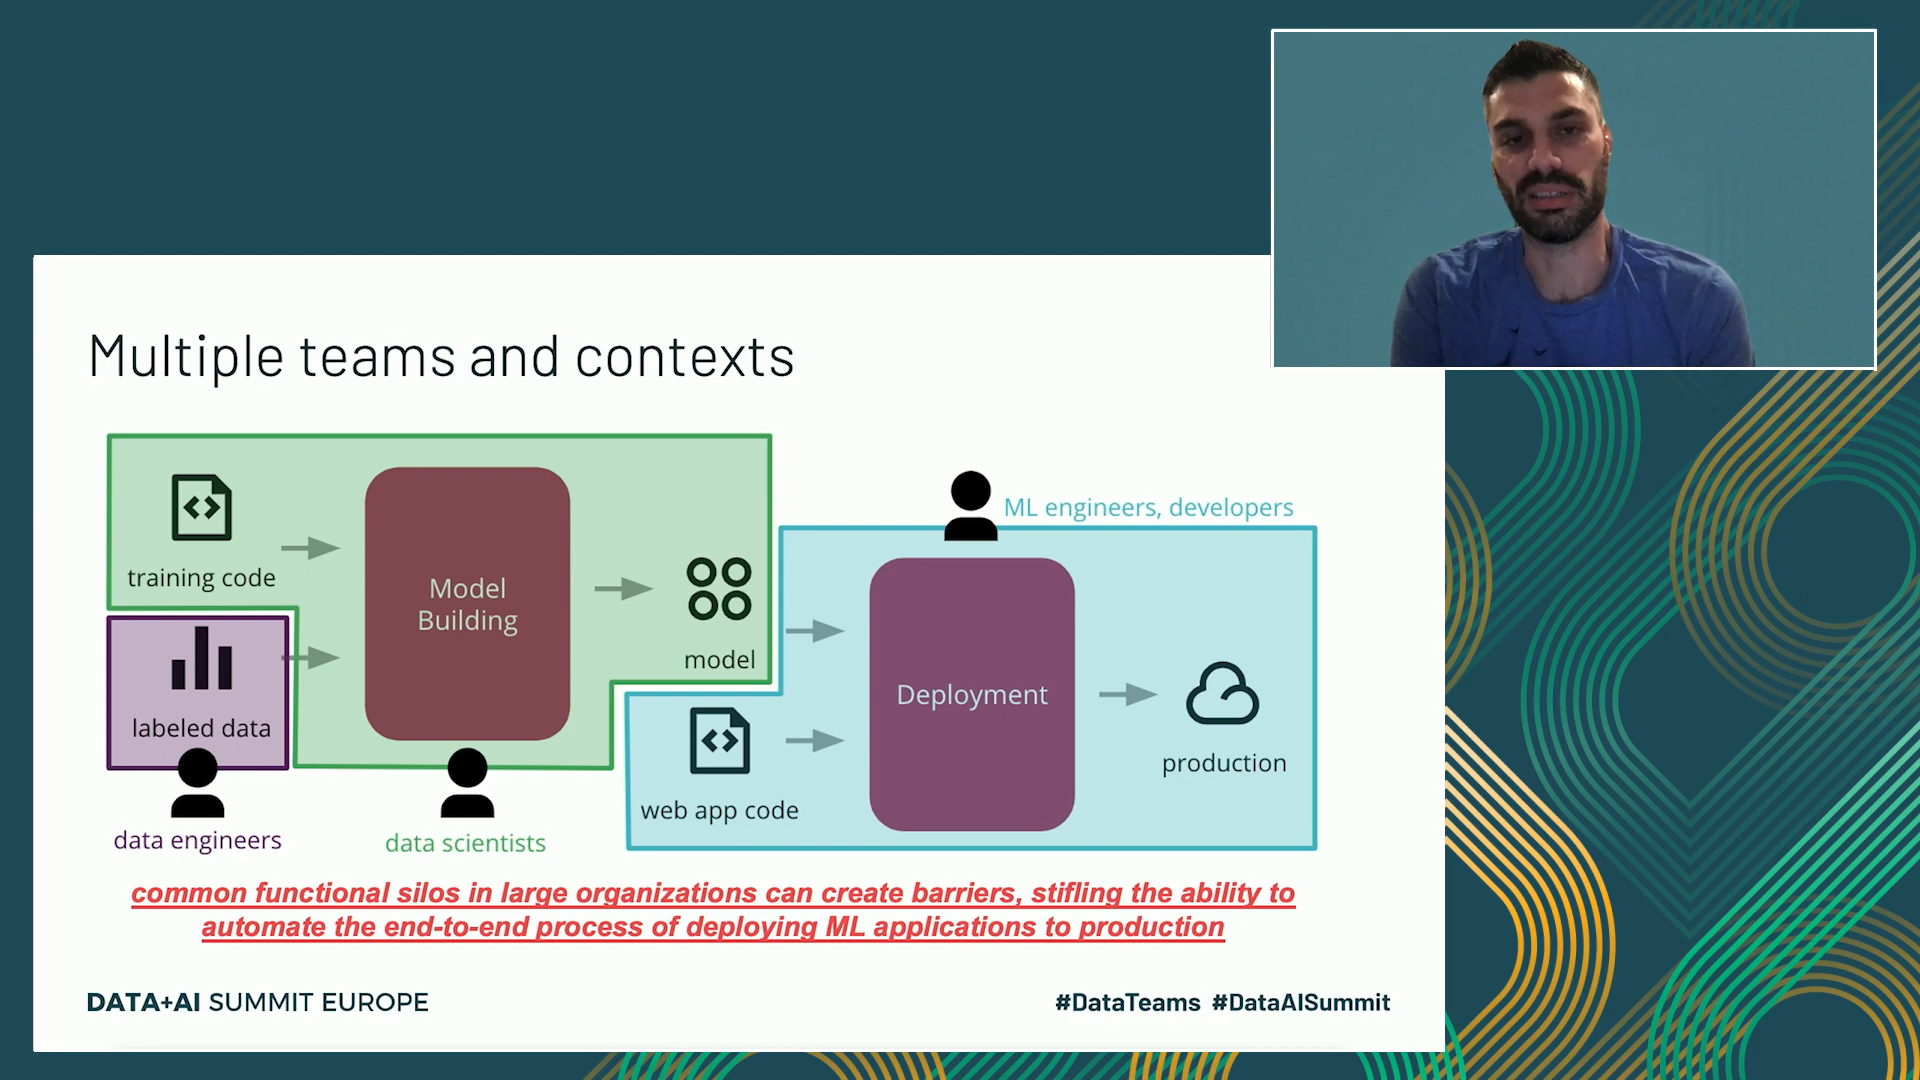 Multiple teams and contexts
ML engineers, developers
training code
Model
Building
model
labeled data
Deployment
production
web app code
data engineers
data scientists
common functional silos in large organizations can create barriers, stifling the ability to
automate the end-to-end process of deploying ML applications to production
DATA+AI SUMMIT EUROPE
#DataTeams #DataAISummit